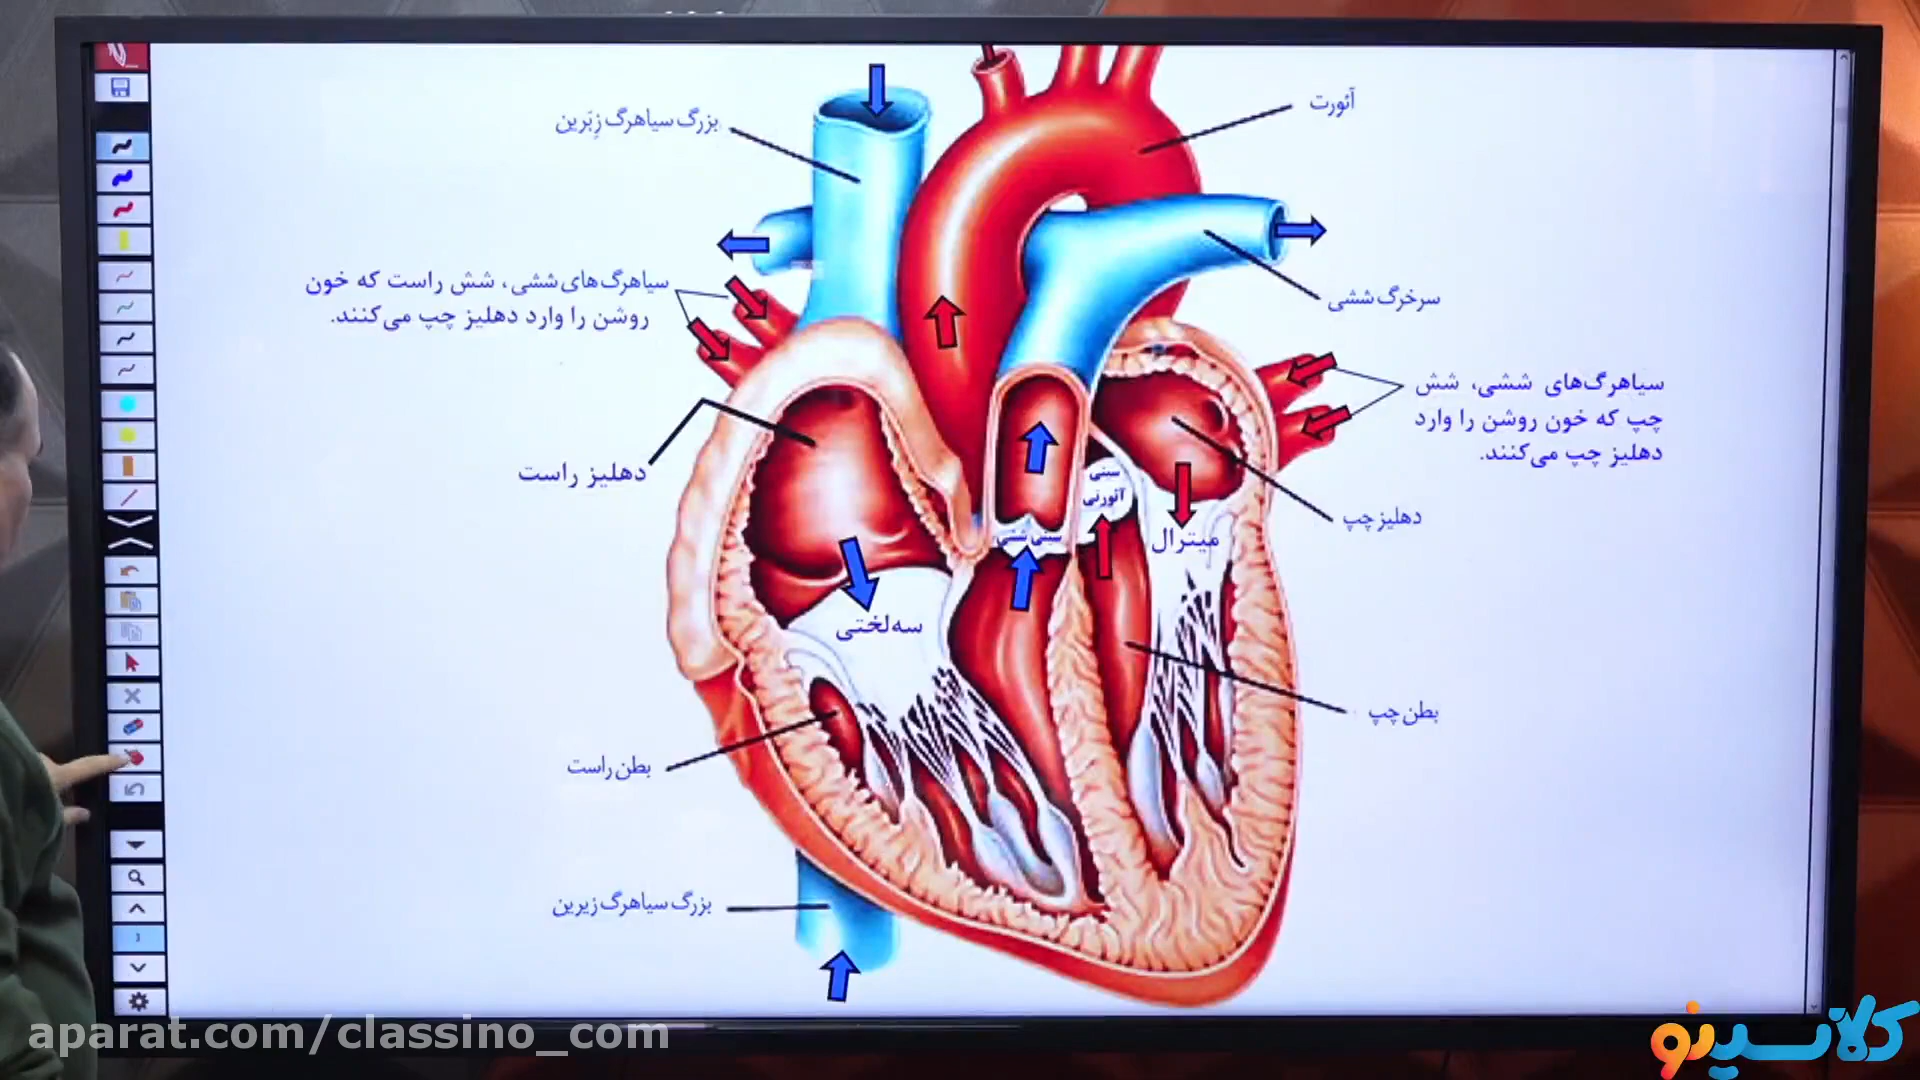 آئورت
بزرگ سیاهرگ زِبَرین
سیاهرگ‌های ششی، شش راست که خون
روشن را وارد دهلیز چپ می‌کنند.
سرخرگ ششی
سیاهرگ‌های ششی، شش
چپ که خون روشن را وارد
دهلیز چپ می‌کنند.
دهلیز راست
سینی
آئورتی
دهلیز چپ
سینی ششی
میترال
سه‌لختی
بطن چپ
بطن راست
بزرگ سیاهرگ زیرین
aparat.com/classino_com
کلاسینو